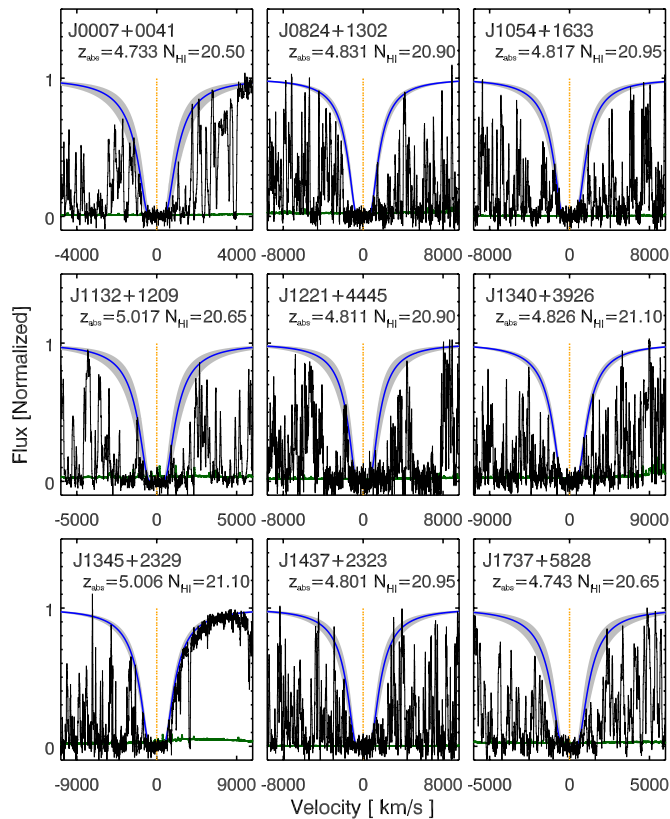 J0007+0041
z_abs=4.733 N_HI=20.50
J0824+1302
z_abs=4.831 N_HI=20.90
J1054+1633
z_abs=4.817 N_HI=20.95
1
0
-4000 0 4000
-8000 0 8000
-8000 0 8000
J1132+1209
z_abs=5.017 N_HI=20.65
J1221+4445
z_abs=4.811 N_HI=20.90
J1340+3926
z_abs=4.826 N_HI=21.10
1
0
Flux [Normalized]
-5000 0 5000
-8000 0 8000
-9000 0 9000
J1345+2329
z_abs=5.006 N_HI=21.10
J1437+2323
z_abs=4.801 N_HI=20.95
J1737+5828
z_abs=4.743 N_HI=20.65
1
0
-9000 0 9000
-8000 0 8000
-5000 0 5000
Velocity [ km/s ]